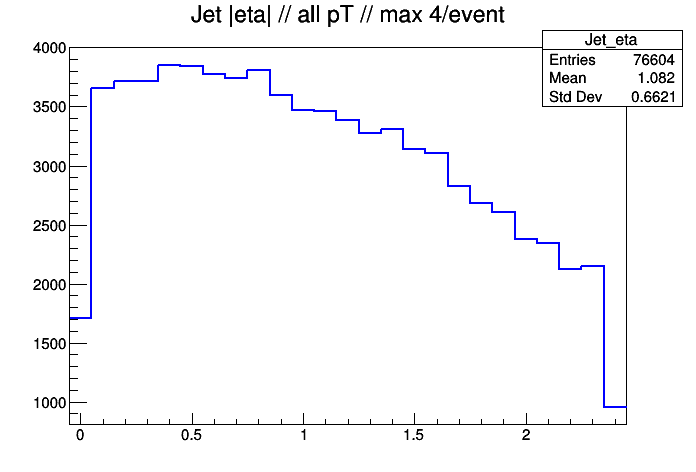 Jet |eta| // all pT // max 4/event
Jet_eta
Entries 76604
Mean 1.082
Std Dev 0.6621
4000
3500
3000
2500
2000
1500
1000
0 0.5 1 1.5 2